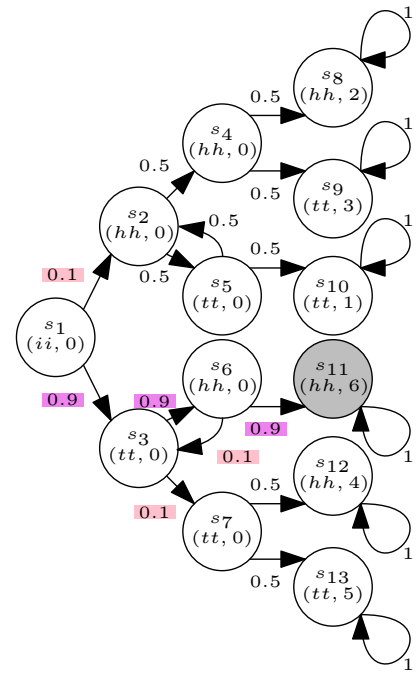 1
s8
(hh, 2)
0.5
s4
(hh, 0)
1
0.5
0.5
s9
(tt, 3)
s2
(hh, 0)
0.5
1
0.5
0.5
0.1
s5
(tt, 0)
s10
(tt, 1)
s1
(ii, 0)
s6
(hh, 0)
s11
(hh, 6)
0.9
0.9
0.9
s3
(tt, 0)
0.1
1
s12
(hh, 4)
0.5
0.1
s7
(tt, 0)
1
0.5
s13
(tt, 5)
1